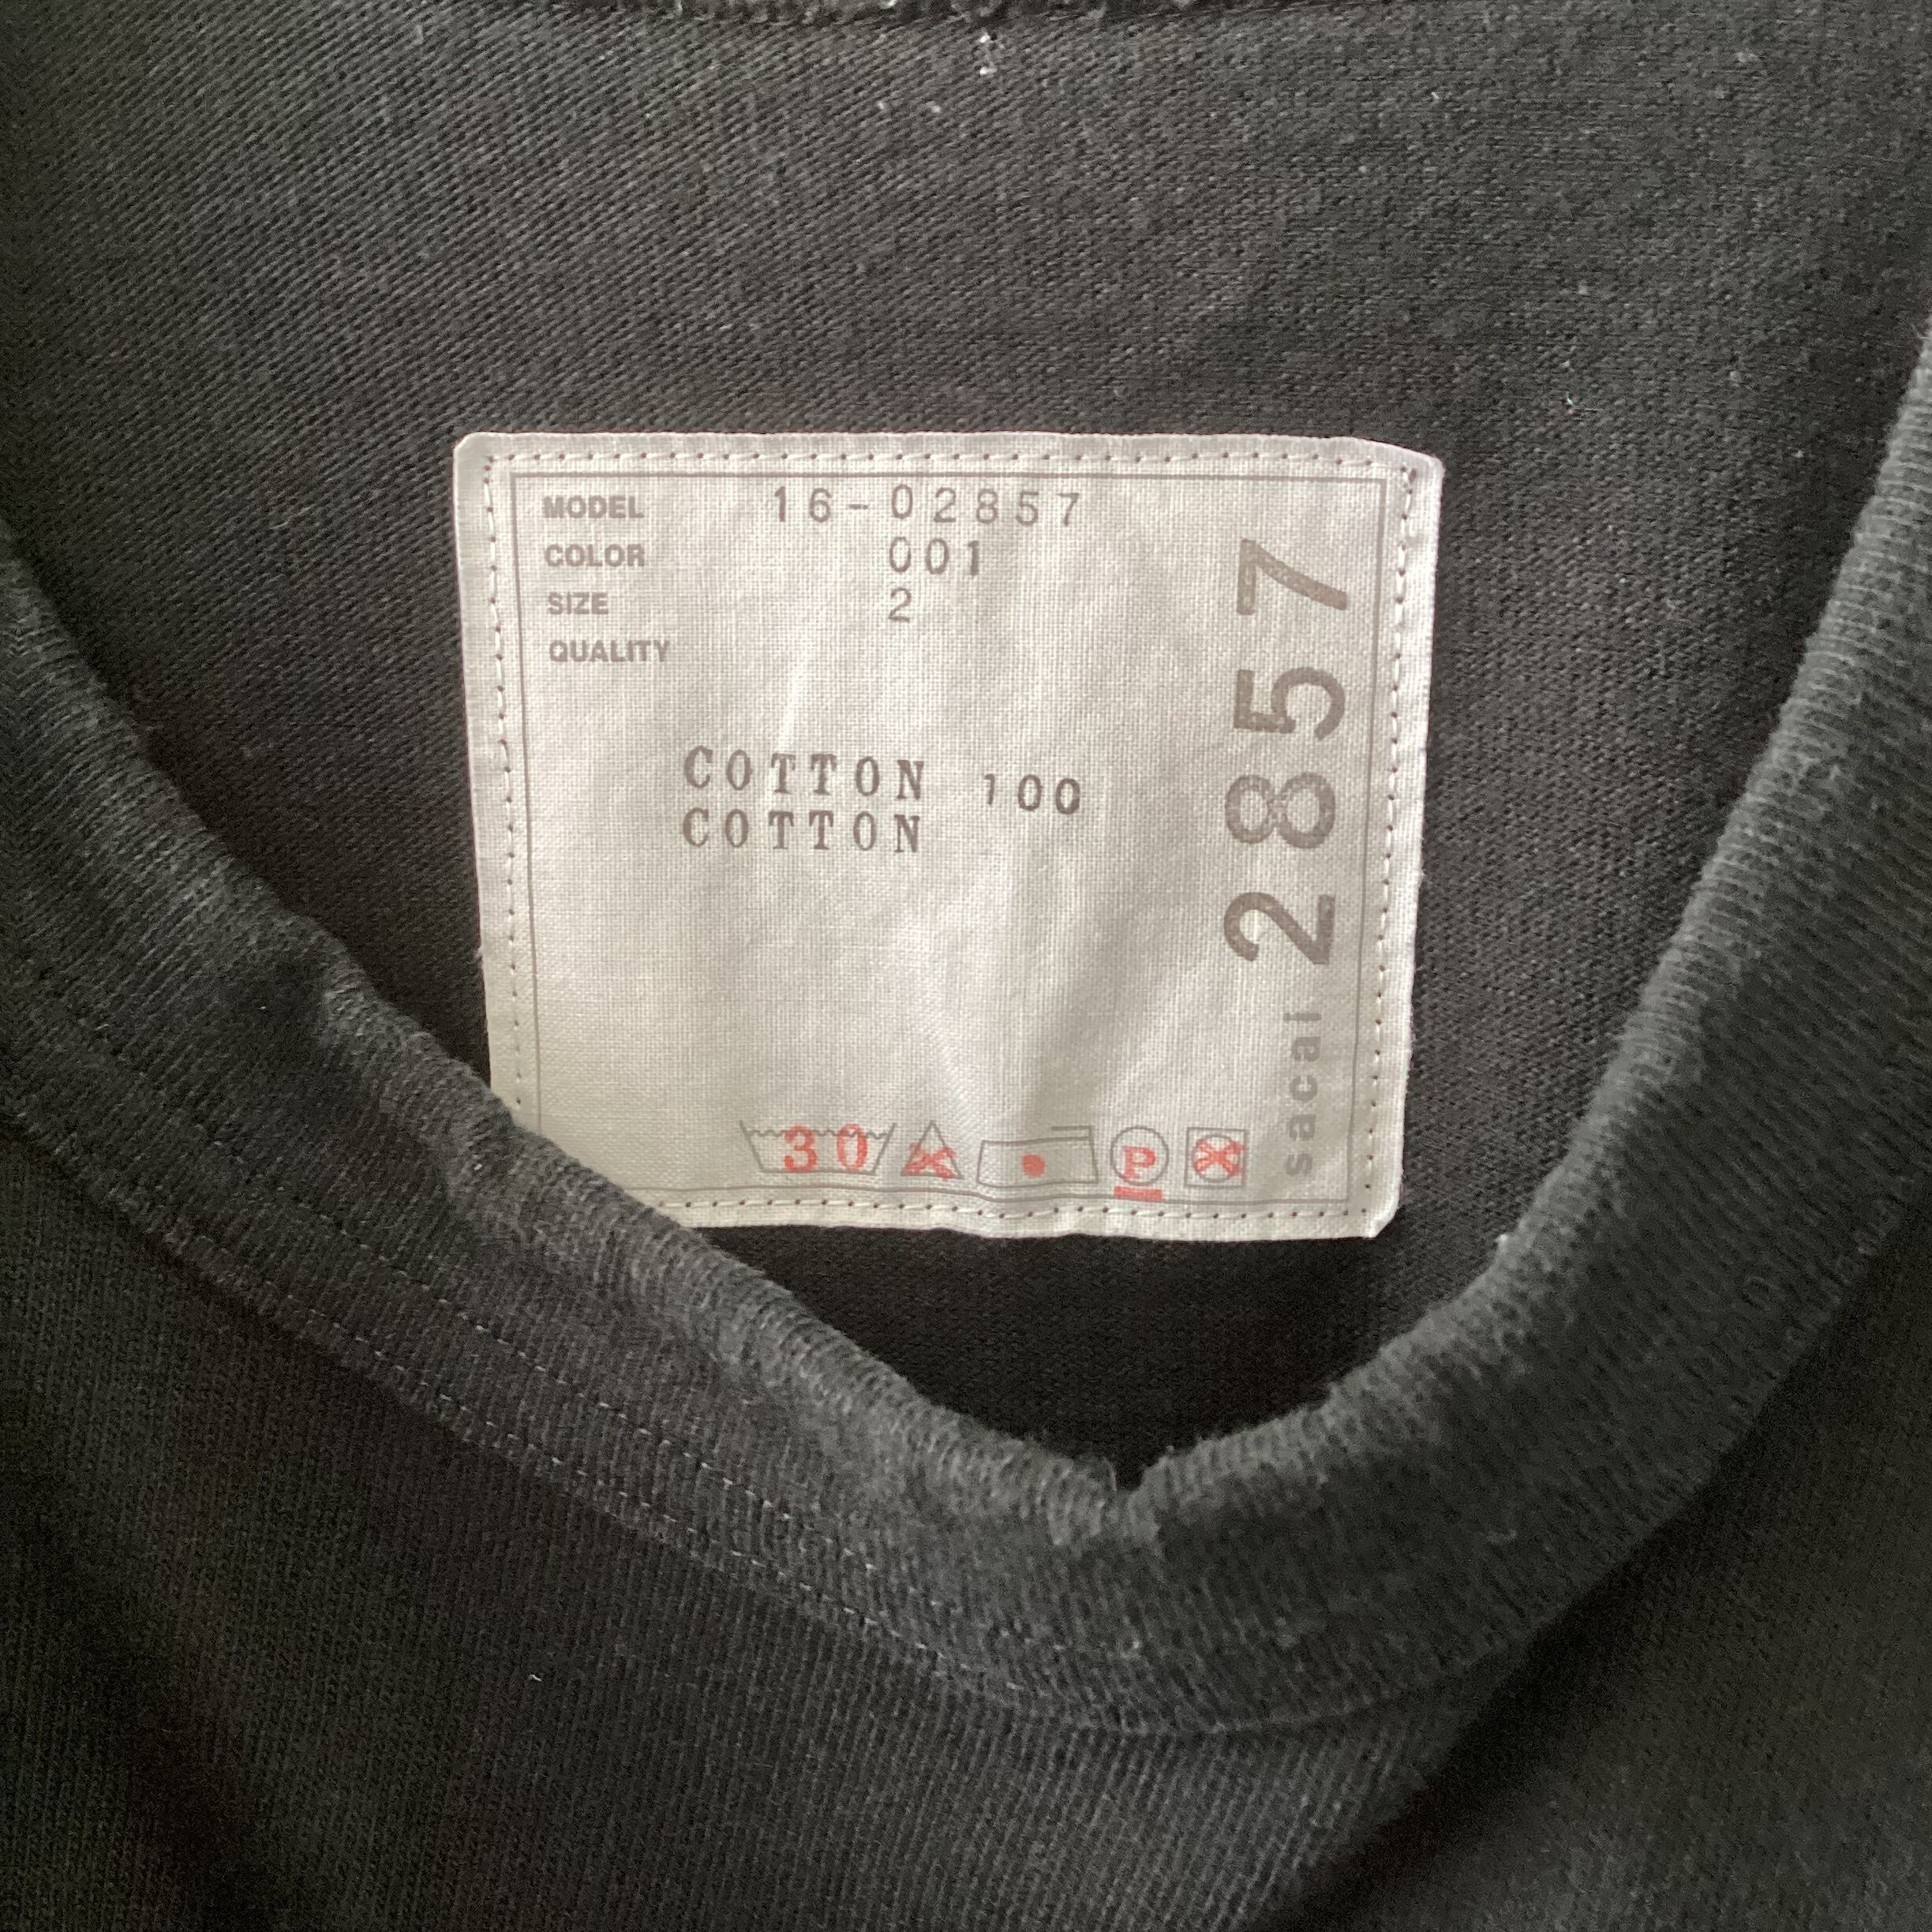 MODEL 16-02857
COLOR 001
SIZE 2
QUALITY
COTTON 100
COTTON
30
P
sacai 2857